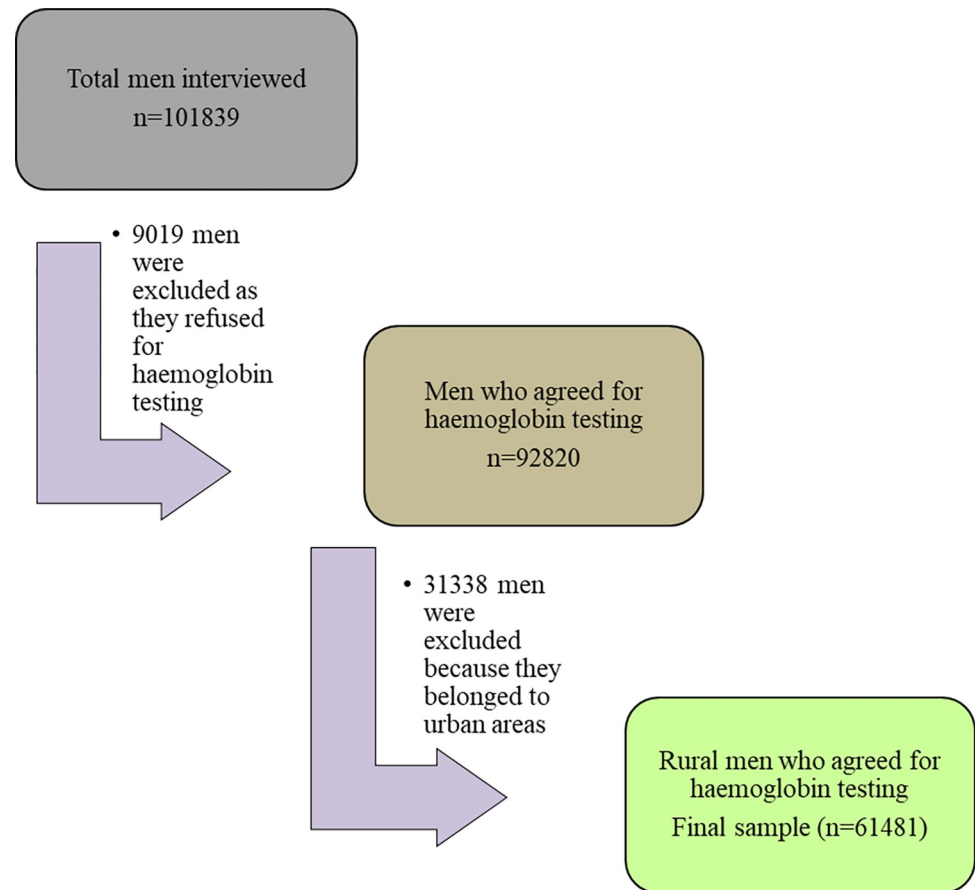 Total men interviewed
n=101839
• 9019 men
were
excluded as
they refused
for
haemoglobin
testing
Men who agreed for
haemoglobin testing
n=92820
• 31338 men
were
excluded
because they
belonged to
urban areas
Rural men who agreed for
haemoglobin testing
Final sample (n=61481)